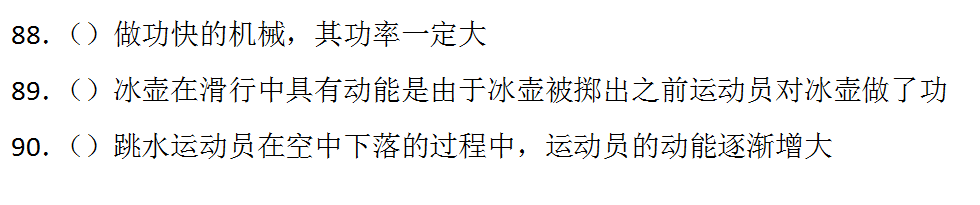 88.（）做功快的机械，其功率一定大
89.（）冰壶在滑行中具有动能是由于冰壶被掷出之前运动员对冰壶做了功
90.（）跳水运动员在空中下落的过程中，运动员的动能逐渐增大